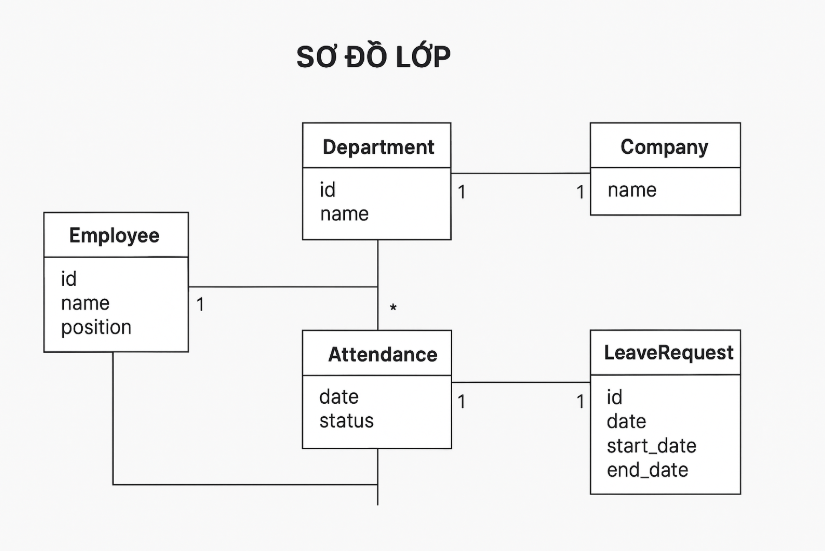 SƠ ĐỒ LỚP
Department
id
name
1
1
Company
name
Employee
id
name
position
1
*
Attendance
date
status
1
1
LeaveRequest
id
date
start_date
end_date